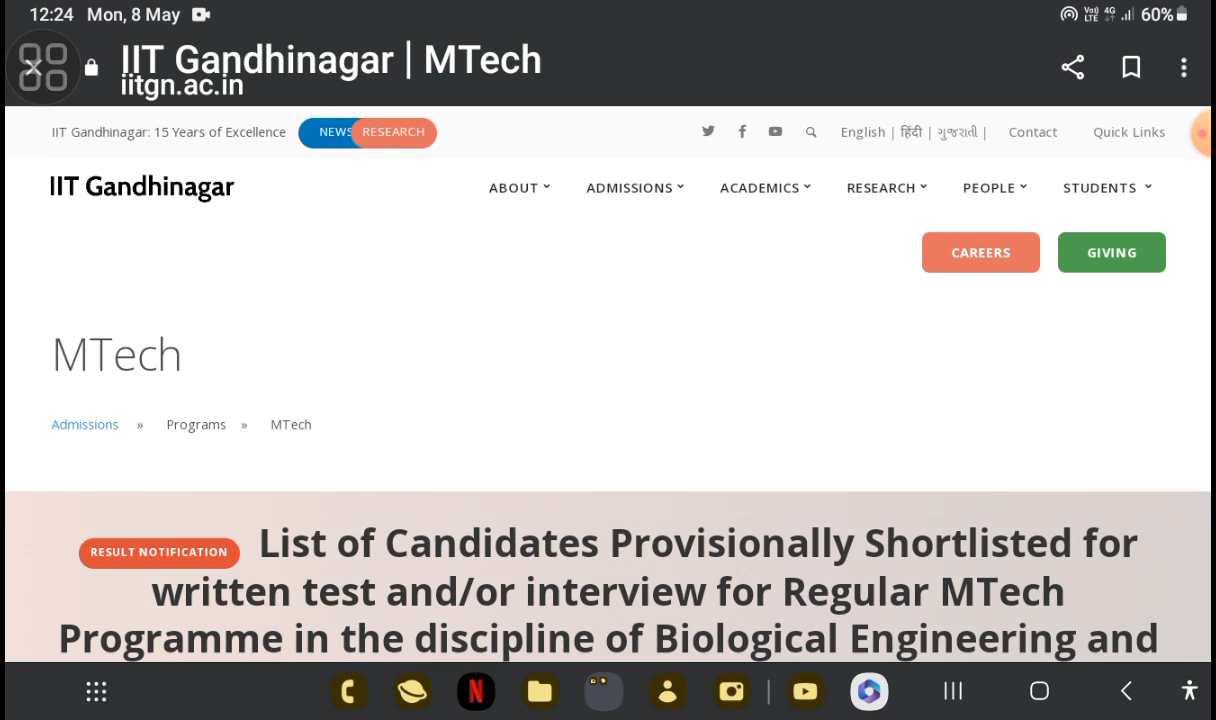 12:24 Mon, 8 May
Vo)) LTE 4G 60%
IIT Gandhinagar | MTech
iitgn.ac.in
IIT Gandhinagar: 15 Years of Excellence NEWS RESEARCH English | हिंदी | ગુજરાતી | Contact Quick Links
IIT Gandhinagar ABOUT ADMISSIONS ACADEMICS RESEARCH PEOPLE STUDENTS
CAREERS GIVING
MTech
Admissions » Programs » MTech
RESULT NOTIFICATION List of Candidates Provisionally Shortlisted for
written test and/or interview for Regular MTech
Programme in the discipline of Biological Engineering and